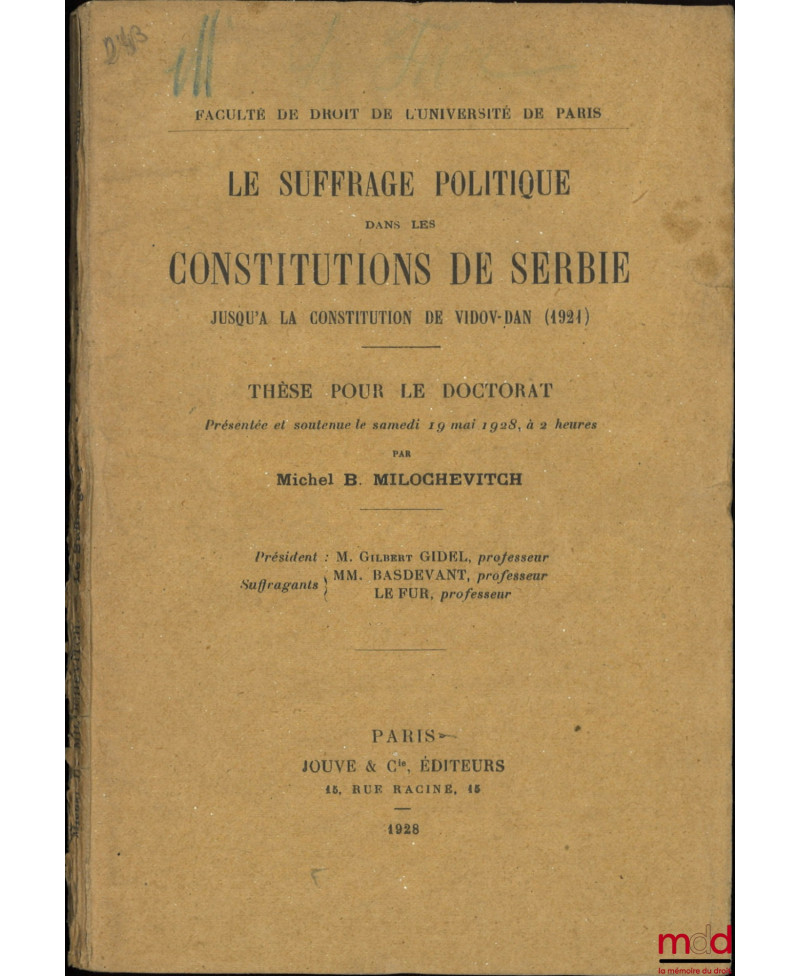 243
M Le Fur
FACULTÉ DE DROIT DE L'UNIVERSITÉ DE PARIS
LE SUFFRAGE POLITIQUE
DANS LES
CONSTITUTIONS DE SERBIE
JUSQU'A LA CONSTITUTION DE VIDOV-DAN (1921)
THÈSE POUR LE DOCTORAT
Présentée et soutenue le samedi 19 mai 1928, à 2 heures
PAR
Michel B. MILOCHEVITCH
Président : M. GILBERT GIDEL, professeur
Suffragants { MM. BASDEVANT, professeur
LE FUR, professeur
PARIS
JOUVE & Cie, ÉDITEURS
15, RUE RACINE, 15
1928
mdd
la mémoire du droit